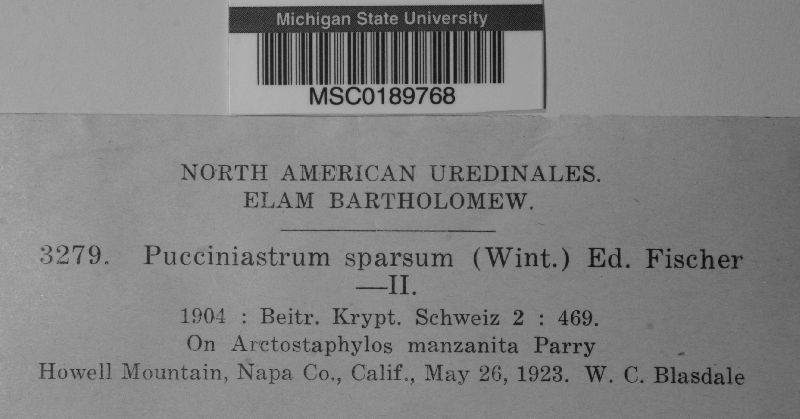 Michigan State University
MSC0189768
NORTH AMERICAN UREDINALES.
ELAM BARTHOLOMEW.
3279. Pucciniastrum sparsum (Wint.) Ed. Fischer
—II.
1904 : Beitr. Krypt. Schweiz 2 : 469.
On Arctostaphylos manzanita Parry
Howell Mountain, Napa Co., Calif., May 26, 1923. W. C. Blasdale